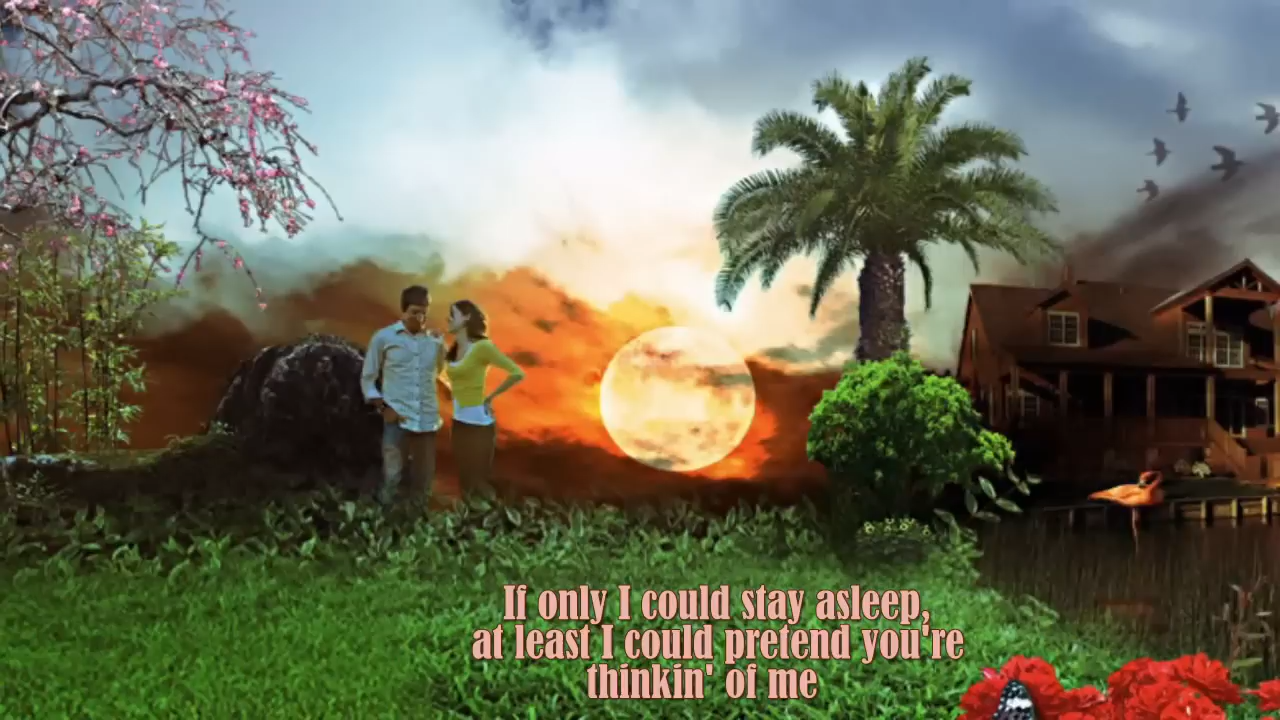 If only I could stay asleep,
at least I could pretend you're
thinkin' of me